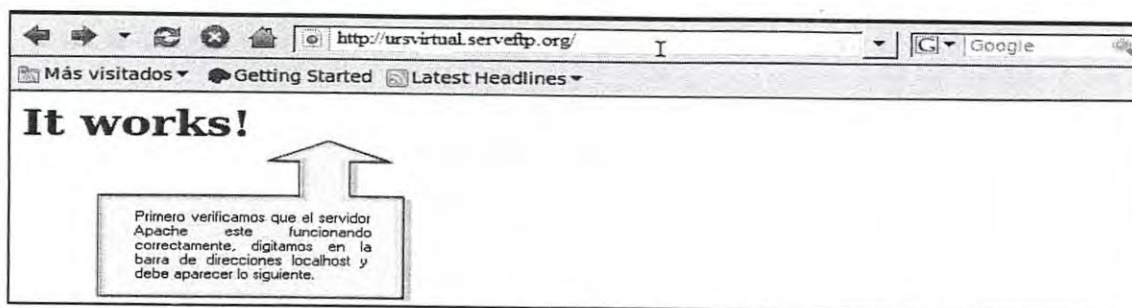 http://ursvirtual.serveftp.org/
G Google
Más visitados Getting Started Latest Headlines
It works!
Primero verificamos que el servidor
Apache este funcionando
correctamente, digitamos en la
barra de direcciones localhost y
debe aparecer lo siguiente.